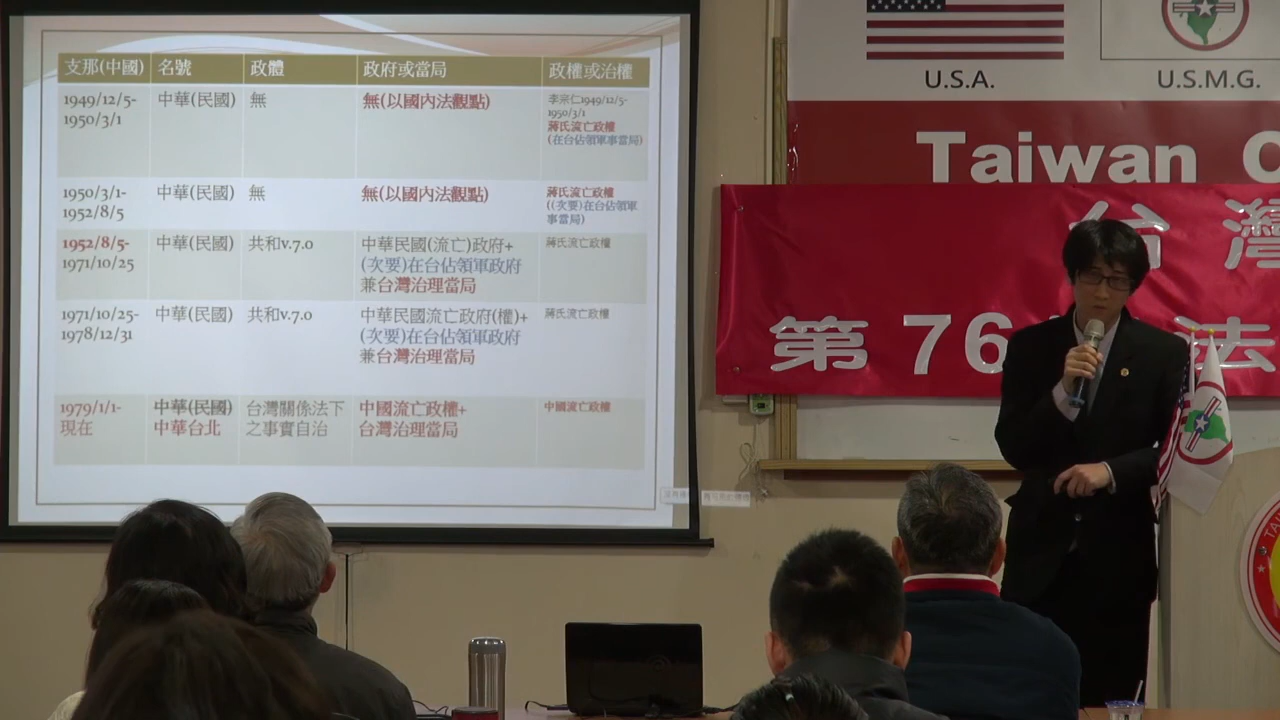 支那(中國) 名號 政體 政府或當局 政權或治權
1949/12/5-
1950/3/1
中華(民國)
無
無(以國內法觀點)
李宗仁1949/12/5-
1950/3/1
蔣氏流亡政權
(在台佔領軍事當局)
1950/3/1-
1952/8/5
中華(民國)
無
無(以國內法觀點)
蔣氏流亡政權
((次要)在台佔領軍
事當局)
1952/8/5-
1971/10/25
中華(民國)
共和v.7.0
中華民國(流亡)政府+
(次要)在台佔領軍政府
兼台灣治理當局
蔣氏流亡政權
1971/10/25-
1978/12/31
中華(民國)
共和v.7.0
中華民國流亡政府(權)+
(次要)在台佔領軍政府
兼台灣治理當局
蔣氏流亡政權
1979/1/1-
現在
中華(民國)
中華台北
台灣關係法下
之事實自治
中國流亡政權+
台灣治理當局
中國流亡政權
U.S.A.
U.S.M.G.
Taiwan C
台灣
第 76 法